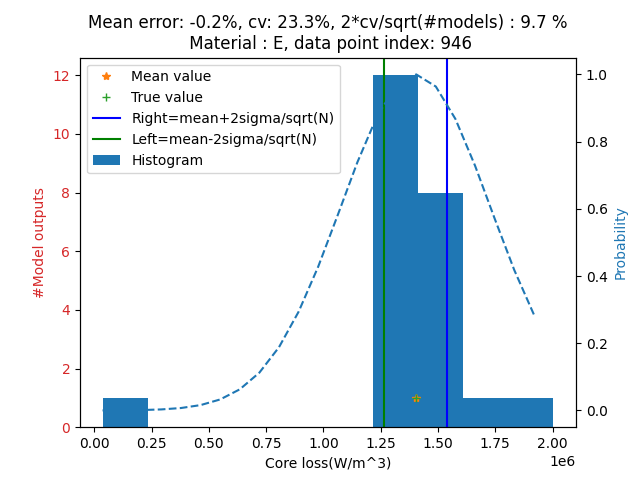 Mean error: -0.2%, cv: 23.3%, 2*cv/sqrt(#models) : 9.7 %
Material : E, data point index: 946
Mean value
True value
Right=mean+2sigma/sqrt(N)
Left=mean-2sigma/sqrt(N)
Histogram
12
10
8
6
4
2
0
#Model outputs
1.0
0.8
0.6
0.4
0.2
0.0
Probability
0.00 0.25 0.50 0.75 1.00 1.25 1.50 1.75 2.00
Core loss(W/m^3)
1e6